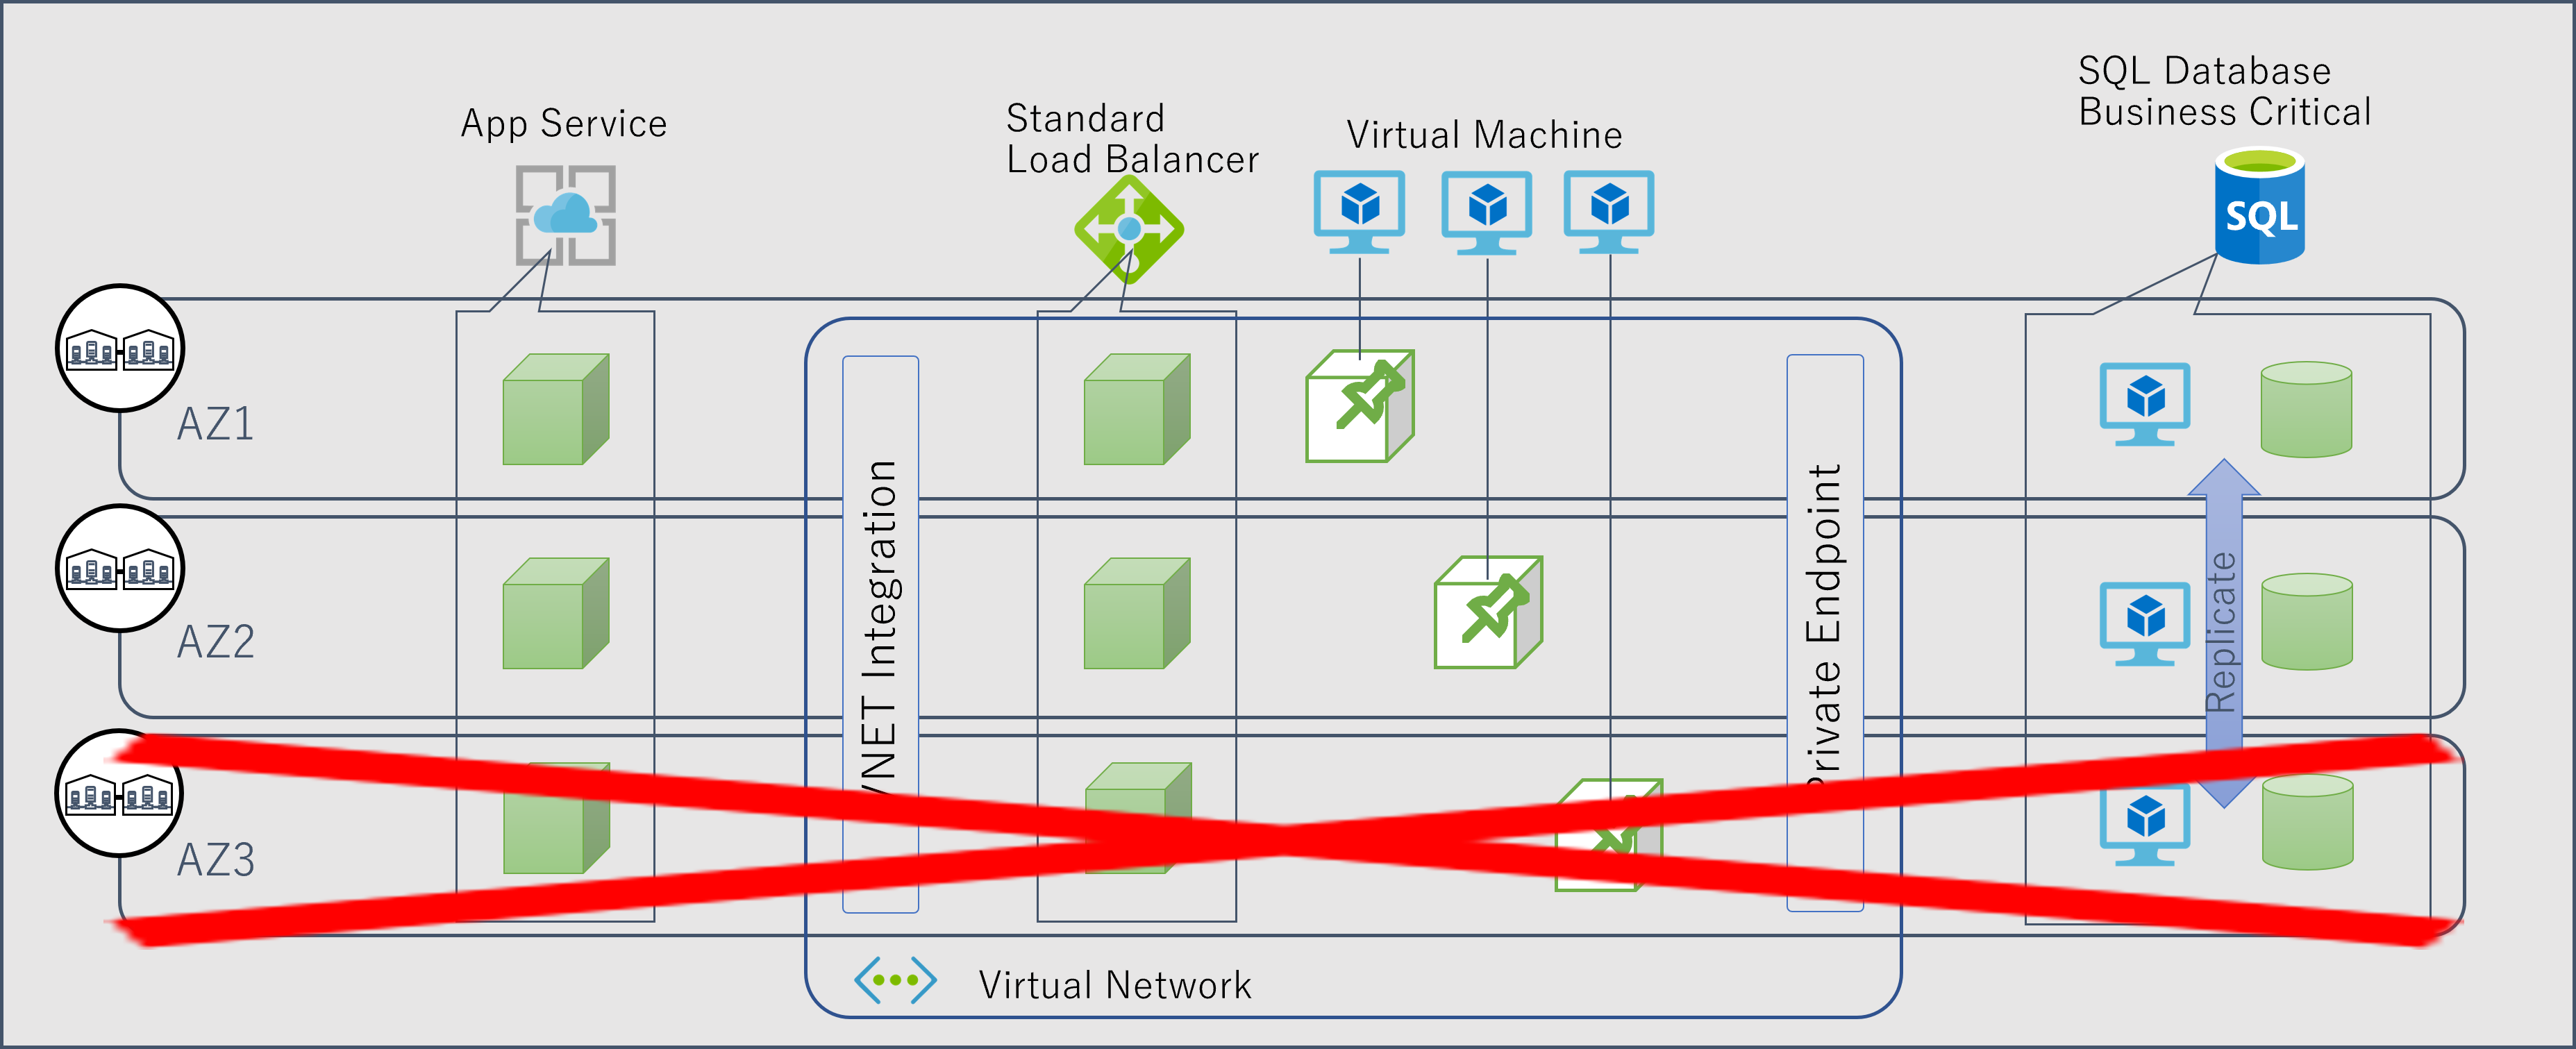 App Service
Standard
Load Balancer
Virtual Machine
SQL Database
Business Critical
SQL
AZ1
AZ2
AZ3
VNET Integration
Private Endpoint
Replicate
Virtual Network